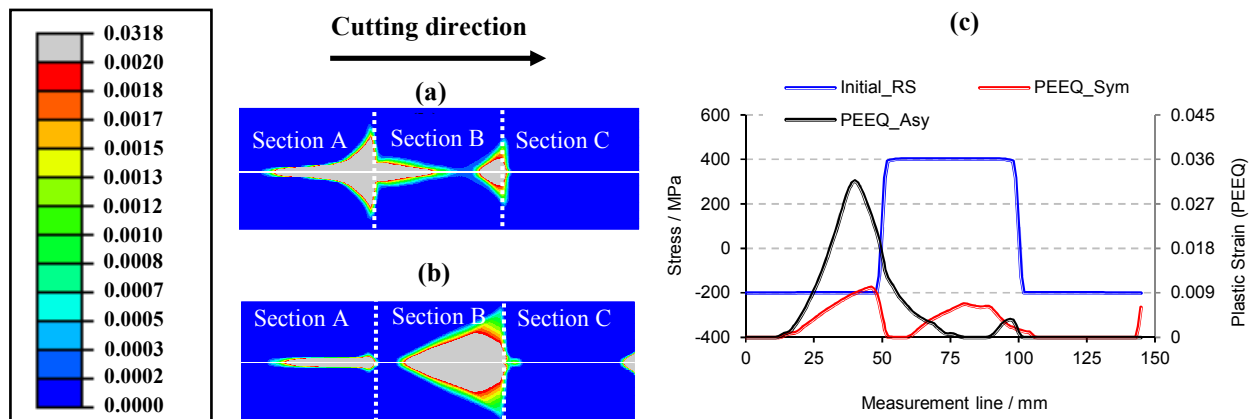 0.0318
0.0020
0.0018
0.0017
0.0015
0.0013
0.0012
0.0010
0.0008
0.0007
0.0005
0.0003
0.0002
0.0000
Cutting direction
(a)
Section A Section B Section C
(b)
Section A Section B Section C
(c)
Initial_RS PEEQ_Sym
PEEQ_Asy
600
400
200
0
-200
-400
Stress / MPa
0.045
0.036
0.027
0.018
0.009
0
Plastic Strain (PEEQ)
0 25 50 75 100 125 150
Measurement line / mm